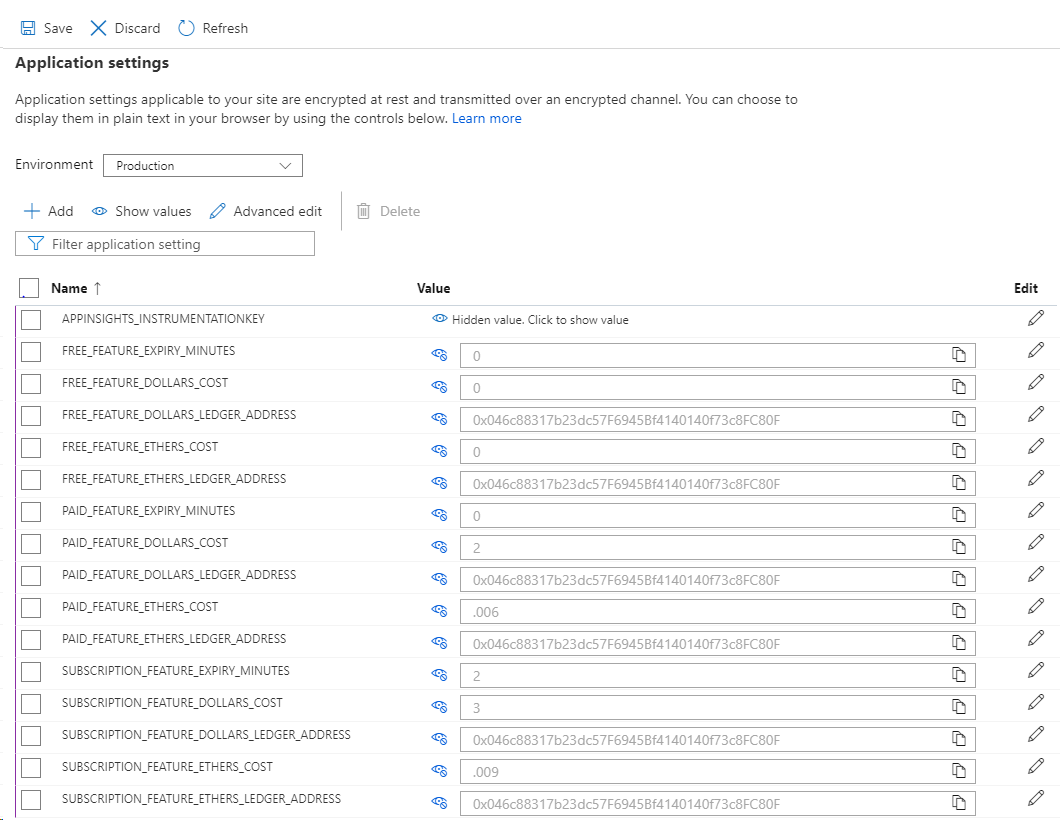 Save Discard Refresh
Application settings
Application settings applicable to your site are encrypted at rest and transmitted over an encrypted channel. You can choose to
display them in plain text in your browser by using the controls below. Learn more
Environment Production
Add Show values Advanced edit Delete
Filter application setting
Name ↑ Value Edit
APPINSIGHTS_INSTRUMENTATIONKEY Hidden value. Click to show value
FREE_FEATURE_EXPIRY_MINUTES 0
FREE_FEATURE_DOLLARS_COST 0
FREE_FEATURE_DOLLARS_LEDGER_ADDRESS 0x046c88317b23dc57F6945Bf4140140f73c8FC80F
FREE_FEATURE_ETHERS_COST 0
FREE_FEATURE_ETHERS_LEDGER_ADDRESS 0x046c88317b23dc57F6945Bf4140140f73c8FC80F
PAID_FEATURE_EXPIRY_MINUTES 0
PAID_FEATURE_DOLLARS_COST 2
PAID_FEATURE_DOLLARS_LEDGER_ADDRESS 0x046c88317b23dc57F6945Bf4140140f73c8FC80F
PAID_FEATURE_ETHERS_COST .006
PAID_FEATURE_ETHERS_LEDGER_ADDRESS 0x046c88317b23dc57F6945Bf4140140f73c8FC80F
SUBSCRIPTION_FEATURE_EXPIRY_MINUTES 2
SUBSCRIPTION_FEATURE_DOLLARS_COST 3
SUBSCRIPTION_FEATURE_DOLLARS_LEDGER_ADDRESS 0x046c88317b23dc57F6945Bf4140140f73c8FC80F
SUBSCRIPTION_FEATURE_ETHERS_COST .009
SUBSCRIPTION_FEATURE_ETHERS_LEDGER_ADDRESS 0x046c88317b23dc57F6945Bf4140140f73c8FC80F